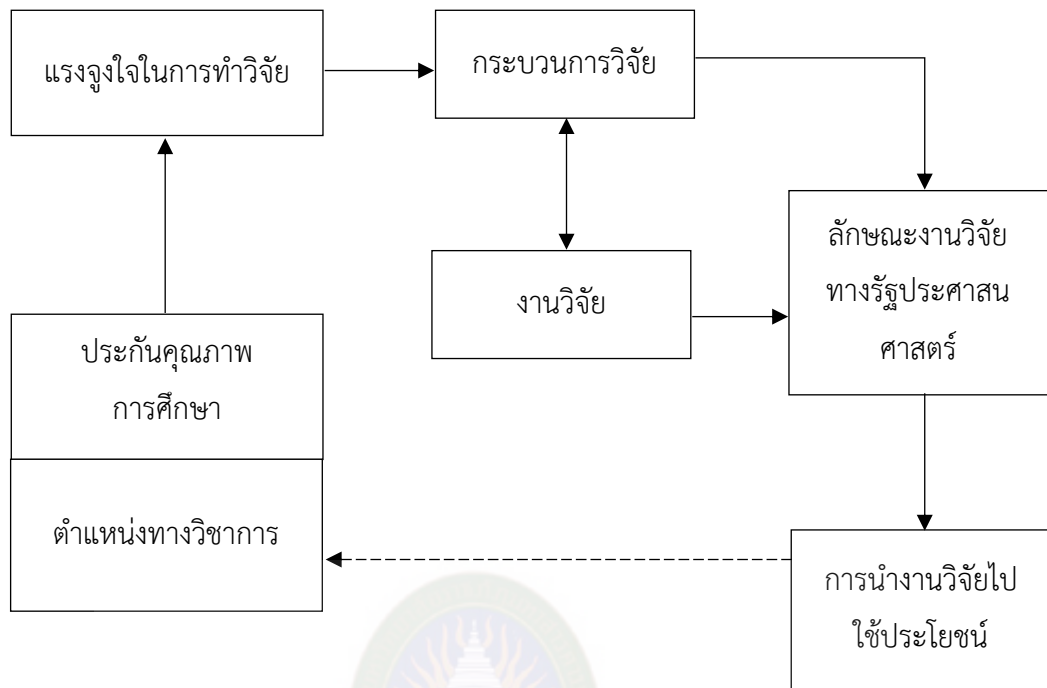 แรงจูงใจในการทำวิจัย
กระบวนการวิจัย
ลักษณะงานวิจัย
ทางรัฐประศาสน
ศาสตร์
งานวิจัย
ประกันคุณภาพ
การศึกษา
ตำแหน่งทางวิชาการ
การนำงานวิจัยไป
ใช้ประโยชน์